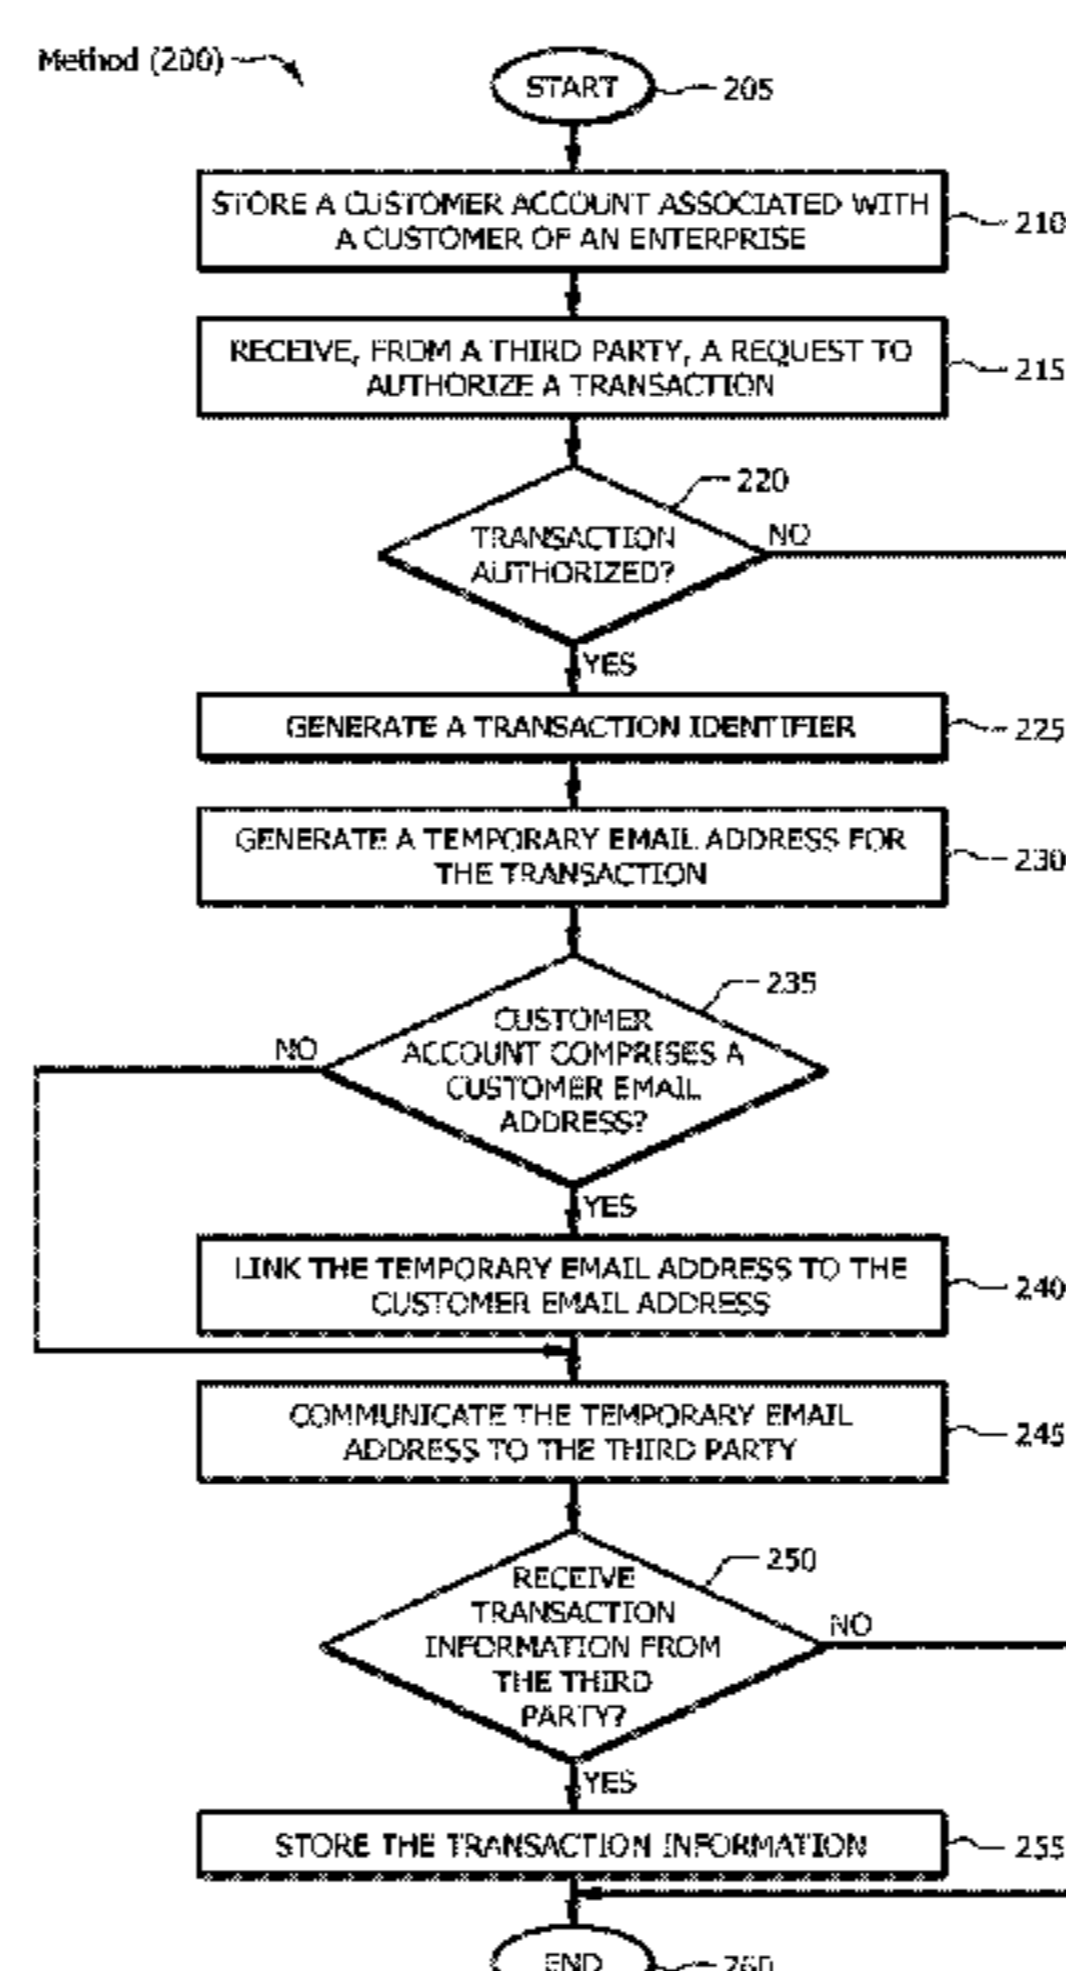 Method (200)
START
205
STORE A CUSTOMER ACCOUNT ASSOCIATED WITH
A CUSTOMER OF AN ENTERPRISE
210
RECEIVE, FROM A THIRD PARTY, A REQUEST TO
AUTHORIZE A TRANSACTION
215
220
TRANSACTION
AUTHORIZED?
NO
YES
GENERATE A TRANSACTION IDENTIFIER
225
GENERATE A TEMPORARY EMAIL ADDRESS FOR
THE TRANSACTION
230
235
CUSTOMER
ACCOUNT COMPRISES A
CUSTOMER EMAIL
ADDRESS?
NO
YES
LINK THE TEMPORARY EMAIL ADDRESS TO THE
CUSTOMER EMAIL ADDRESS
240
COMMUNICATE THE TEMPORARY EMAIL
ADDRESS TO THE THIRD PARTY
245
250
RECEIVE
TRANSACTION
INFORMATION FROM
THE THIRD
PARTY?
NO
YES
STORE THE TRANSACTION INFORMATION
255
END
260